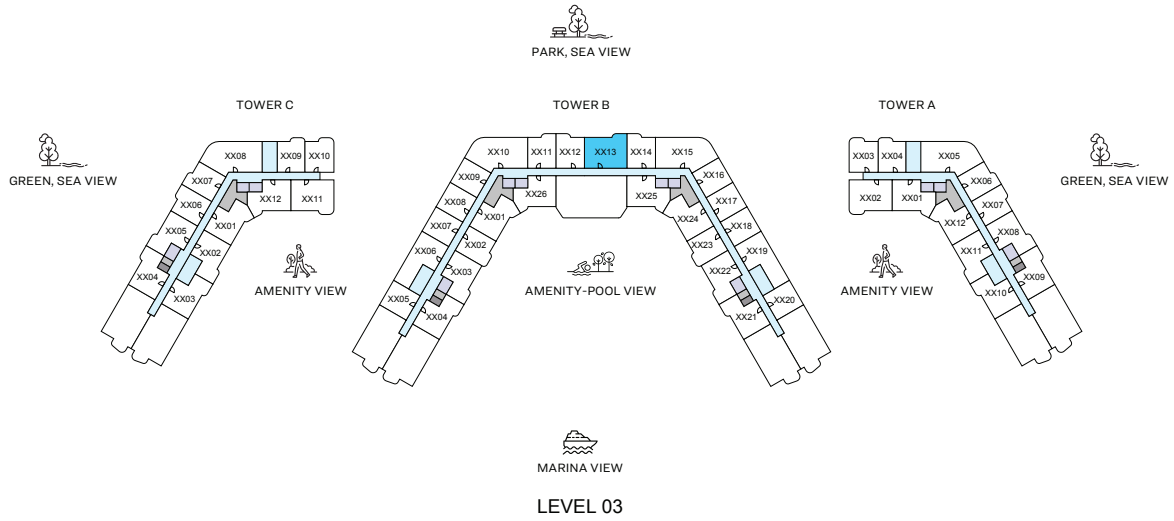 PARK, SEA VIEW
TOWER C
TOWER B
TOWER A
GREEN, SEA VIEW
GREEN, SEA VIEW
XX08
XX09
XX10
XX07
XX06
XX05
XX04
XX03
XX02
XX01
XX12
XX11
AMENITY VIEW
XX10
XX11
XX12
XX13
XX14
XX15
XX09
XX08
XX07
XX06
XX05
XX04
XX03
XX02
XX01
XX26
XX25
XX24
XX23
XX22
XX21
XX16
XX17
XX18
XX19
XX20
AMENITY-POOL VIEW
XX03
XX04
XX05
XX02
XX01
XX06
XX07
XX08
XX09
XX12
XX11
XX10
AMENITY VIEW
MARINA VIEW
LEVEL 03